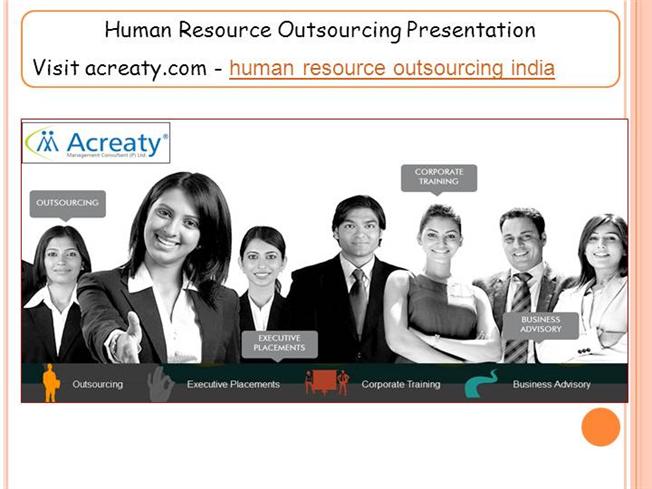 Human Resource Outsourcing Presentation
Visit acreaty.com - human resource outsourcing india
Acreaty®
Management Consultant (P) Ltd.
CORPORATE
TRAINING
OUTSOURCING
BUSINESS
ADVISORY
EXECUTIVE
PLACEMENTS
Outsourcing Executive Placements Corporate Training Business Advisory